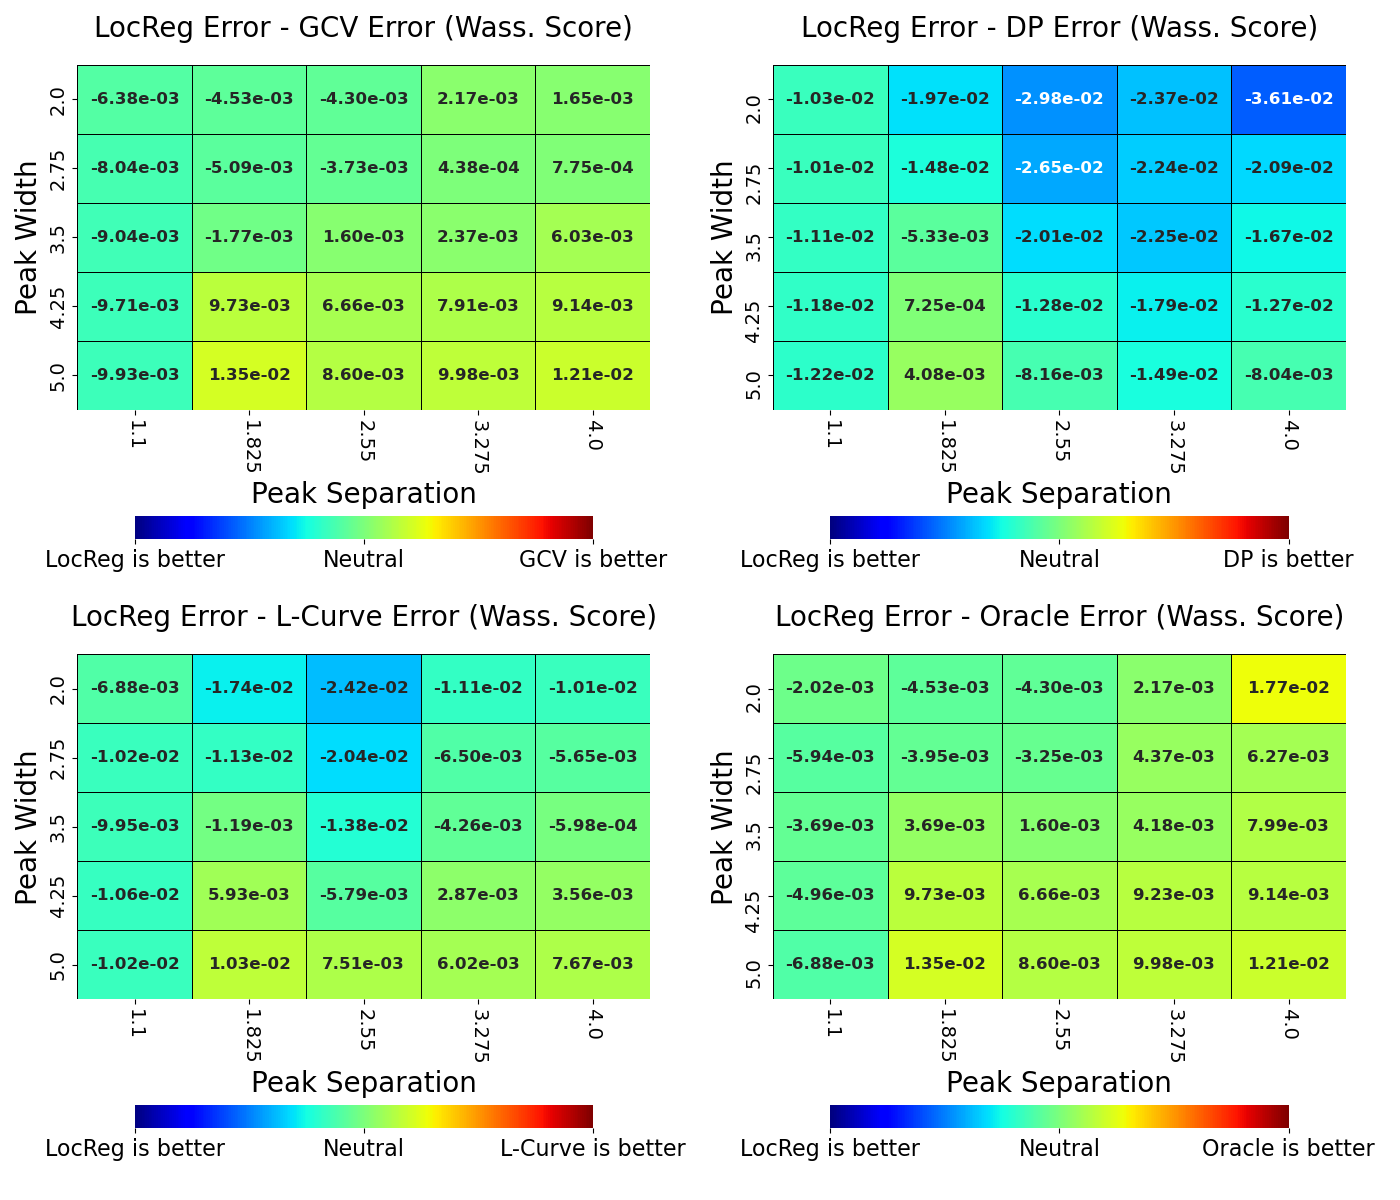 LocReg Error - GCV Error (Wass. Score)
Peak Width
2.0 -6.38e-03 -4.53e-03 -4.30e-03 2.17e-03 1.65e-03
2.75 -8.04e-03 -5.09e-03 -3.73e-03 4.38e-04 7.75e-04
3.5 -9.04e-03 -1.77e-03 1.60e-03 2.37e-03 6.03e-03
4.25 -9.71e-03 9.73e-03 6.66e-03 7.91e-03 9.14e-03
5.0 -9.93e-03 1.35e-02 8.60e-03 9.98e-03 1.21e-02
1.1 1.825 2.55 3.275 4.0
Peak Separation
LocReg is better Neutral GCV is better
LocReg Error - DP Error (Wass. Score)
Peak Width
2.0 -1.03e-02 -1.97e-02 -2.98e-02 -2.37e-02 -3.61e-02
2.75 -1.01e-02 -1.48e-02 -2.65e-02 -2.24e-02 -2.09e-02
3.5 -1.11e-02 -5.33e-03 -2.01e-02 -2.25e-02 -1.67e-02
4.25 -1.18e-02 7.25e-04 -1.28e-02 -1.79e-02 -1.27e-02
5.0 -1.22e-02 4.08e-03 -8.16e-03 -1.49e-02 -8.04e-03
1.1 1.825 2.55 3.275 4.0
Peak Separation
LocReg is better Neutral DP is better
LocReg Error - L-Curve Error (Wass. Score)
Peak Width
2.0 -6.88e-03 -1.74e-02 -2.42e-02 -1.11e-02 -1.01e-02
2.75 -1.02e-02 -1.13e-02 -2.04e-02 -6.50e-03 -5.65e-03
3.5 -9.95e-03 -1.19e-03 -1.38e-02 -4.26e-03 -5.98e-04
4.25 -1.06e-02 5.93e-03 -5.79e-03 2.87e-03 3.56e-03
5.0 -1.02e-02 1.03e-02 7.51e-03 6.02e-03 7.67e-03
1.1 1.825 2.55 3.275 4.0
Peak Separation
LocReg is better Neutral L-Curve is better
LocReg Error - Oracle Error (Wass. Score)
Peak Width
2.0 -2.02e-03 -4.53e-03 -4.30e-03 2.17e-03 1.77e-02
2.75 -5.94e-03 -3.95e-03 -3.25e-03 4.37e-03 6.27e-03
3.5 -3.69e-03 3.69e-03 1.60e-03 4.18e-03 7.99e-03
4.25 -4.96e-03 9.73e-03 6.66e-03 9.23e-03 9.14e-03
5.0 -6.88e-03 1.35e-02 8.60e-03 9.98e-03 1.21e-02
1.1 1.825 2.55 3.275 4.0
Peak Separation
LocReg is better Neutral Oracle is better